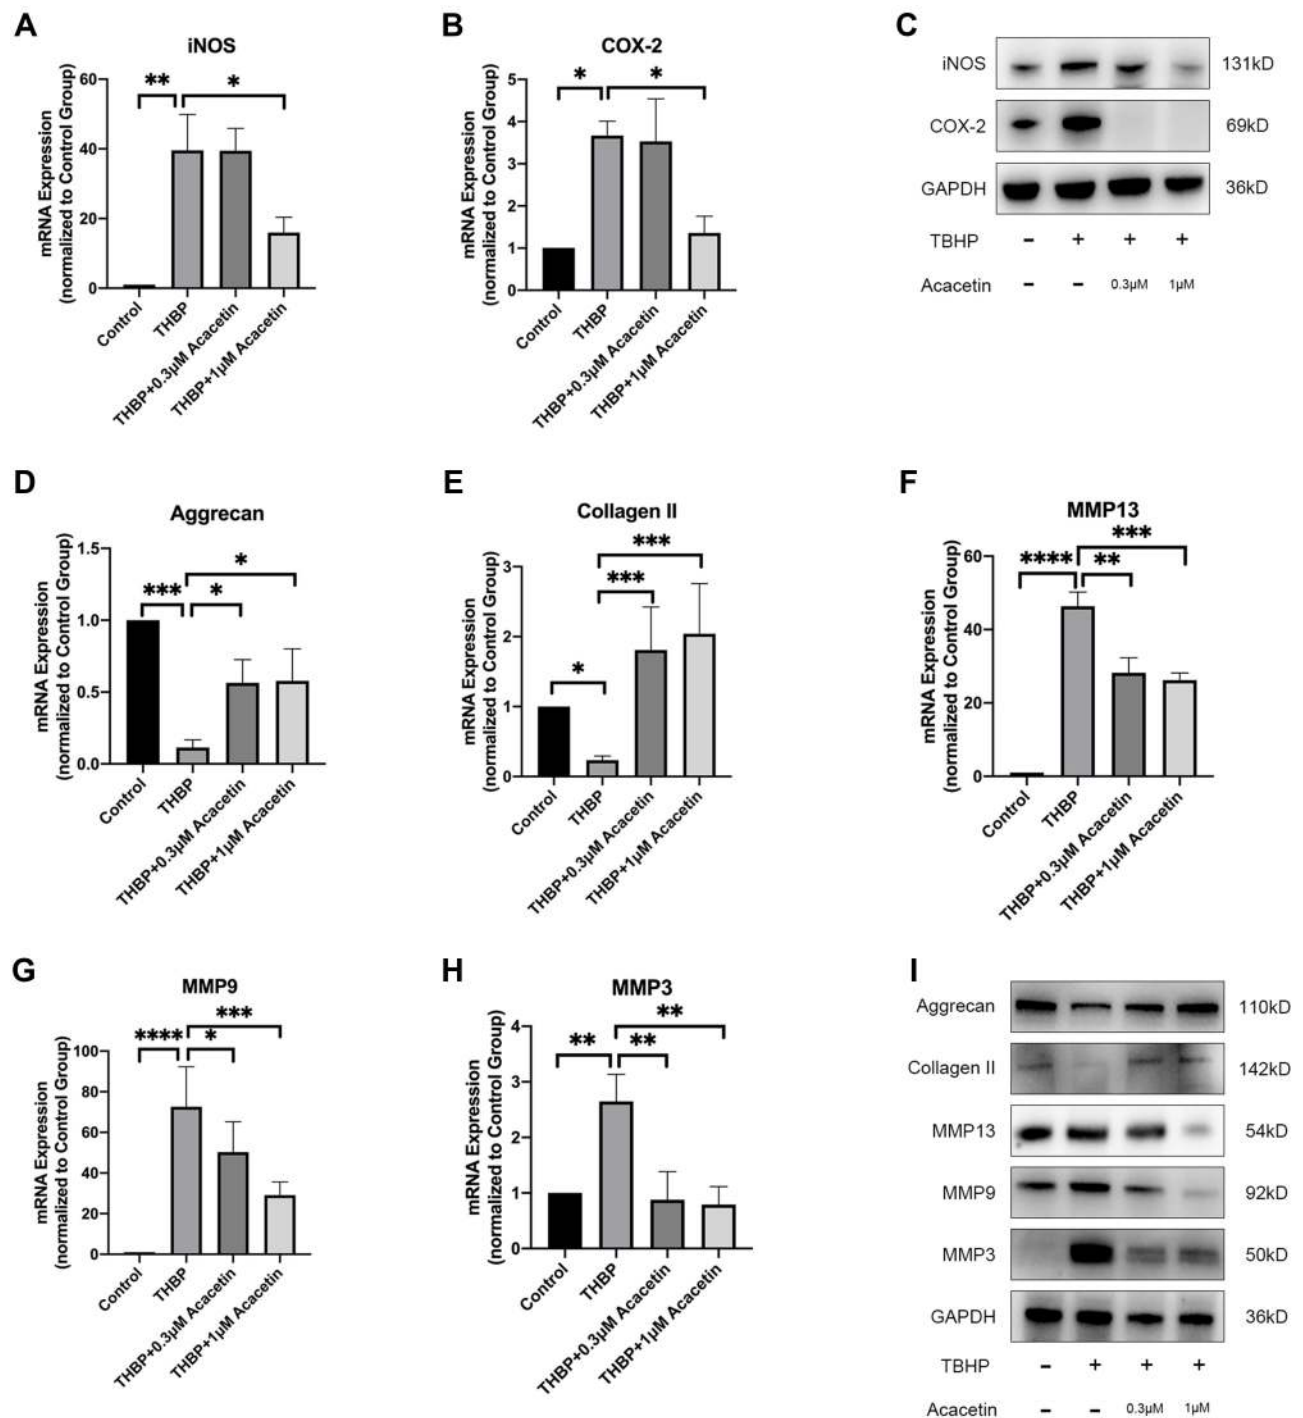 A
iNOS
mRNA Expression
(normalized to Control Group)
60
40
20
0
** *
Control
THBP
THBP+0.3μM Acacetin
THBP+1μM Acacetin
B
COX-2
mRNA Expression
(normalized to Control Group)
5
4
3
2
1
0
* *
Control
THBP
THBP+0.3μM Acacetin
THBP+1μM Acacetin
C
iNOS 131kD
COX-2 69kD
GAPDH 36kD
TBHP − + + +
Acacetin − − 0.3μM 1μM
D
Aggrecan
mRNA Expression
(normalized to Control Group)
1.5
1.0
0.5
0.0
*
*** *
Control
THBP
THBP+0.3μM Acacetin
THBP+1μM Acacetin
E
Collagen II
mRNA Expression
(normalized to Control Group)
3
2
1
0
***
***
*
Control
THBP
THBP+0.3μM Acacetin
THBP+1μM Acacetin
F
MMP13
mRNA Expression
(normalized to Control Group)
60
40
20
0
***
**** **
Control
THBP
THBP+0.3μM Acacetin
THBP+1μM Acacetin
G
MMP9
mRNA Expression
(normalized to Control Group)
100
80
60
40
20
0
***
**** *
Control
THBP
THBP+0.3μM Acacetin
THBP+1μM Acacetin
H
MMP3
mRNA Expression
(normalized to Control Group)
4
3
2
1
0
**
** **
Control
THBP
THBP+0.3μM Acacetin
THBP+1μM Acacetin
I
Aggrecan 110kD
Collagen II 142kD
MMP13 54kD
MMP9 92kD
MMP3 50kD
GAPDH 36kD
TBHP − + + +
Acacetin − − 0.3μM 1μM